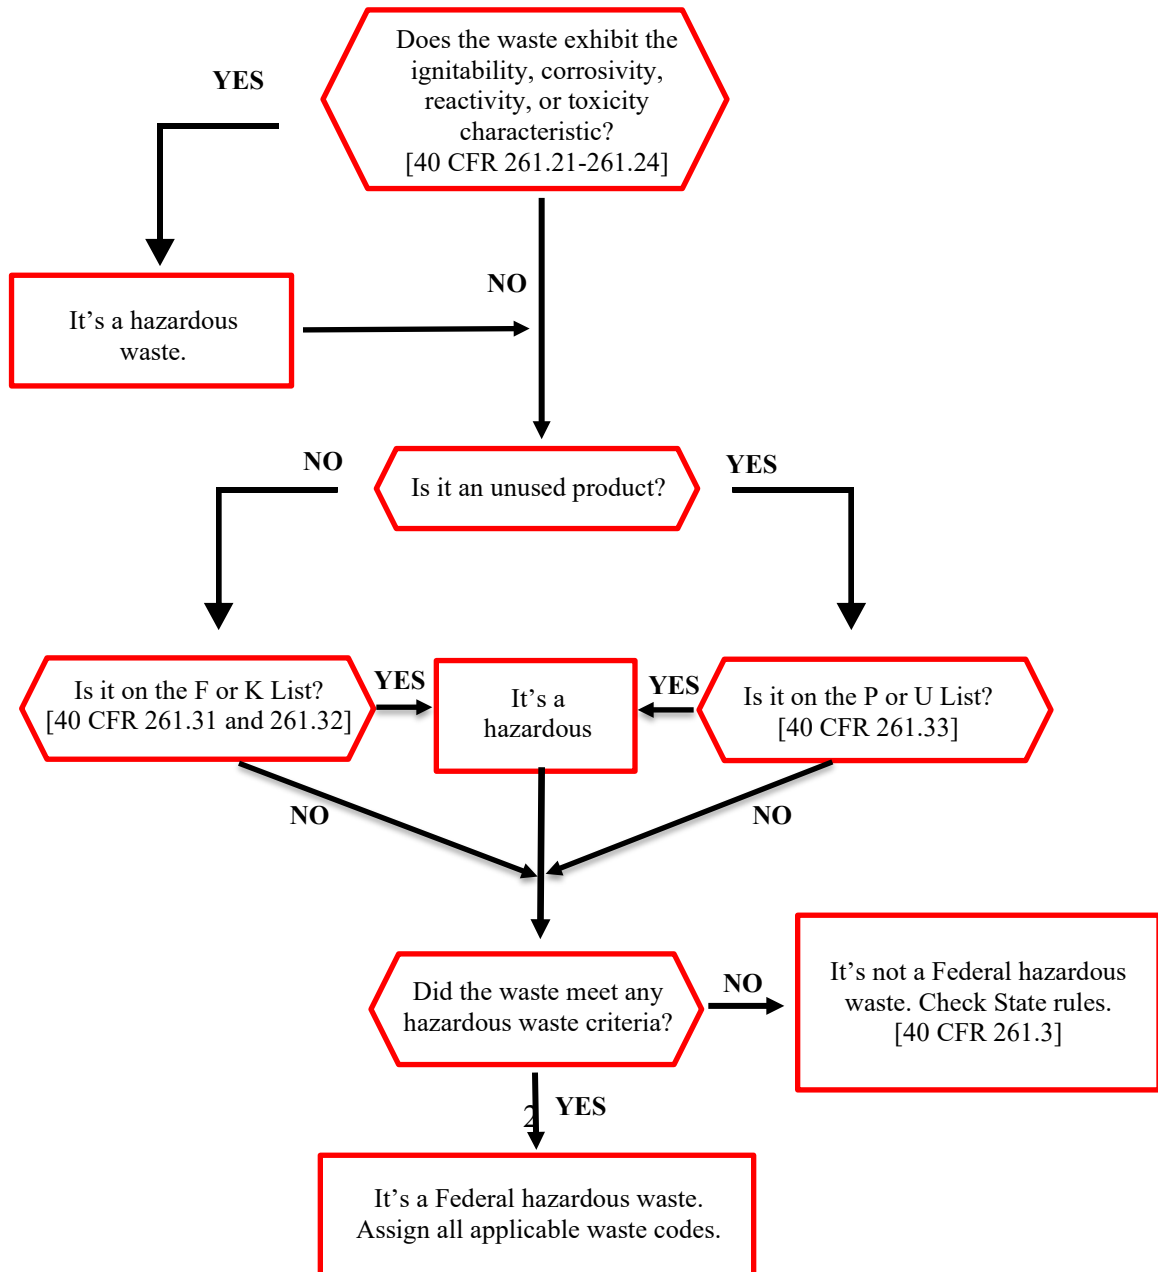 Does the waste exhibit the
ignitability, corrosivity,
reactivity, or toxicity
characteristic?
[40 CFR 261.21-261.24]
YES
NO
It’s a hazardous
waste.
Is it an unused product?
NO
YES
Is it on the F or K List?
[40 CFR 261.31 and 261.32]
YES
It’s a
hazardous
YES
Is it on the P or U List?
[40 CFR 261.33]
NO
NO
Did the waste meet any
hazardous waste criteria?
NO
It’s not a Federal hazardous
waste. Check State rules.
[40 CFR 261.3]
2
YES
It’s a Federal hazardous waste.
Assign all applicable waste codes.